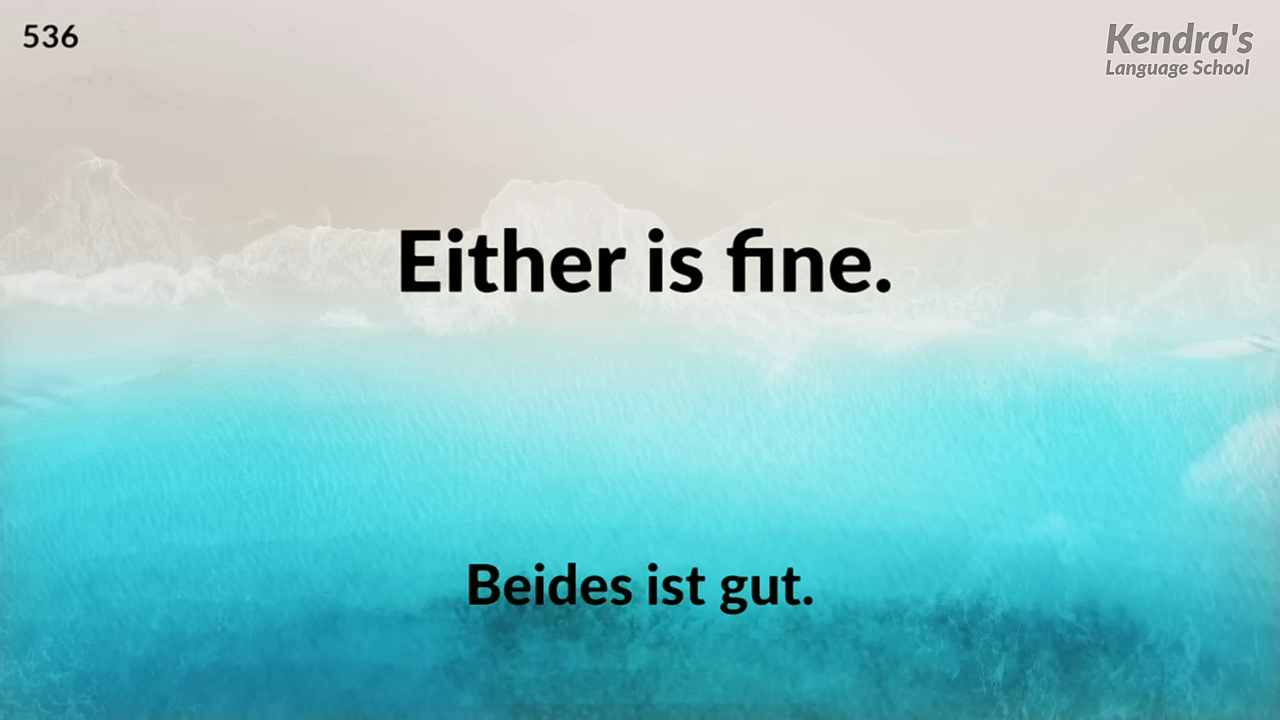 536
Kendra's
Language School
Either is fine.
Beides ist gut.